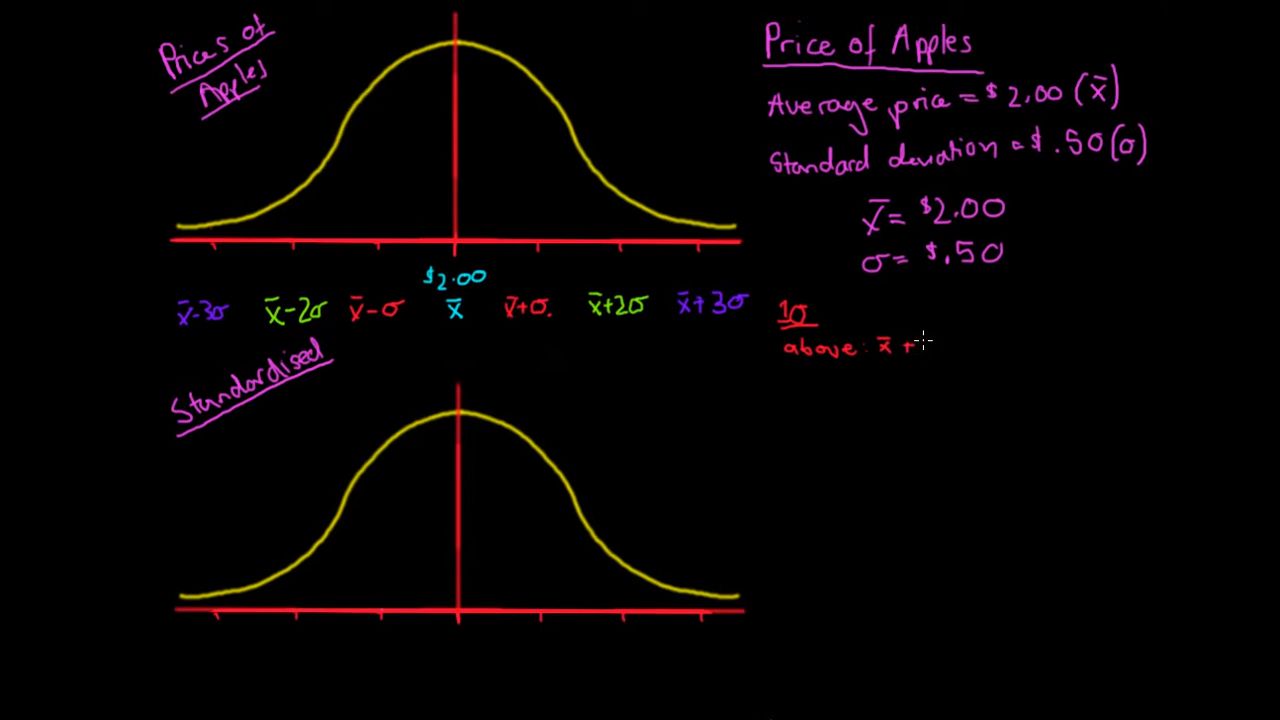 Prices of
Apples
Price of Apples
Average price = $2.00 (x̄)
Standard deviation = $.50 (σ)
x̄ = $2.00
σ = $.50
$2.00
x̄-3σ x̄-2σ x̄-σ x̄ x̄+σ. x̄+2σ x̄+3σ
1σ
above: x̄ +
Standardised